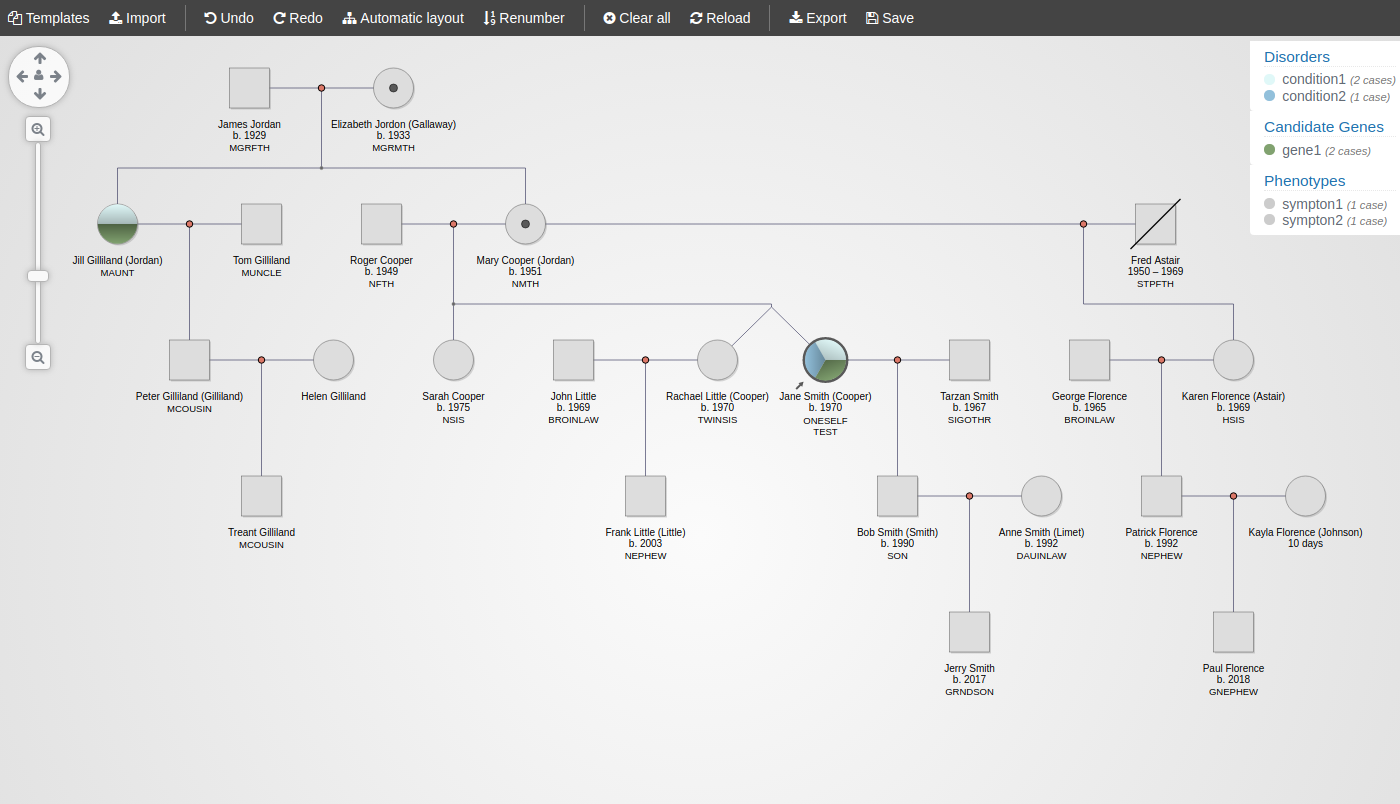 Templates Import Undo Redo Automatic layout Renumber Clear all Reload Export Save
Disorders
condition1 (2 cases)
condition2 (1 case)
Candidate Genes
gene1 (2 cases)
Phenotypes
sympton1 (1 case)
sympton2 (1 case)
James Jordan
b. 1929
MGRFTH
Elizabeth Jordon (Gallaway)
b. 1933
MGRMTH
Jill Gilliland (Jordan)
MAUNT
Tom Gilliland
MUNCLE
Roger Cooper
b. 1949
NFTH
Mary Cooper (Jordan)
b. 1951
NMTH
Fred Astair
1950 – 1969
STPFTH
Peter Gilliland (Gilliland)
MCOUSIN
Helen Gilliland
Sarah Cooper
b. 1975
NSIS
John Little
b. 1969
BROINLAW
Rachael Little (Cooper)
b. 1970
TWINSIS
Jane Smith (Cooper)
b. 1970
ONESELF
TEST
Tarzan Smith
b. 1967
SIGOTHR
George Florence
b. 1965
BROINLAW
Karen Florence (Astair)
b. 1969
HSIS
Treant Gilliland
MCOUSIN
Frank Little (Little)
b. 2003
NEPHEW
Bob Smith (Smith)
b. 1990
SON
Anne Smith (Limet)
b. 1992
DAUINLAW
Patrick Florence
b. 1992
NEPHEW
Kayla Florence (Johnson)
10 days
Jerry Smith
b. 2017
GRNDSON
Paul Florence
b. 2018
GNEPHEW